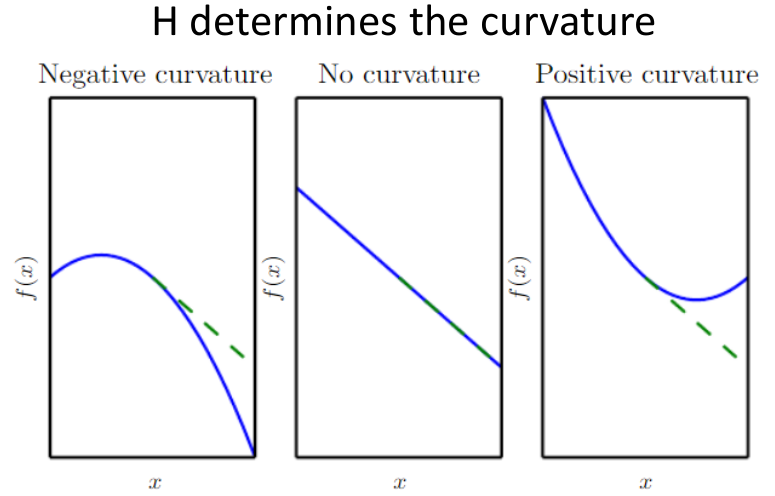 H determines the curvature
Negative curvature
No curvature
Positive curvature
f(x)
f(x)
f(x)
x
x
x